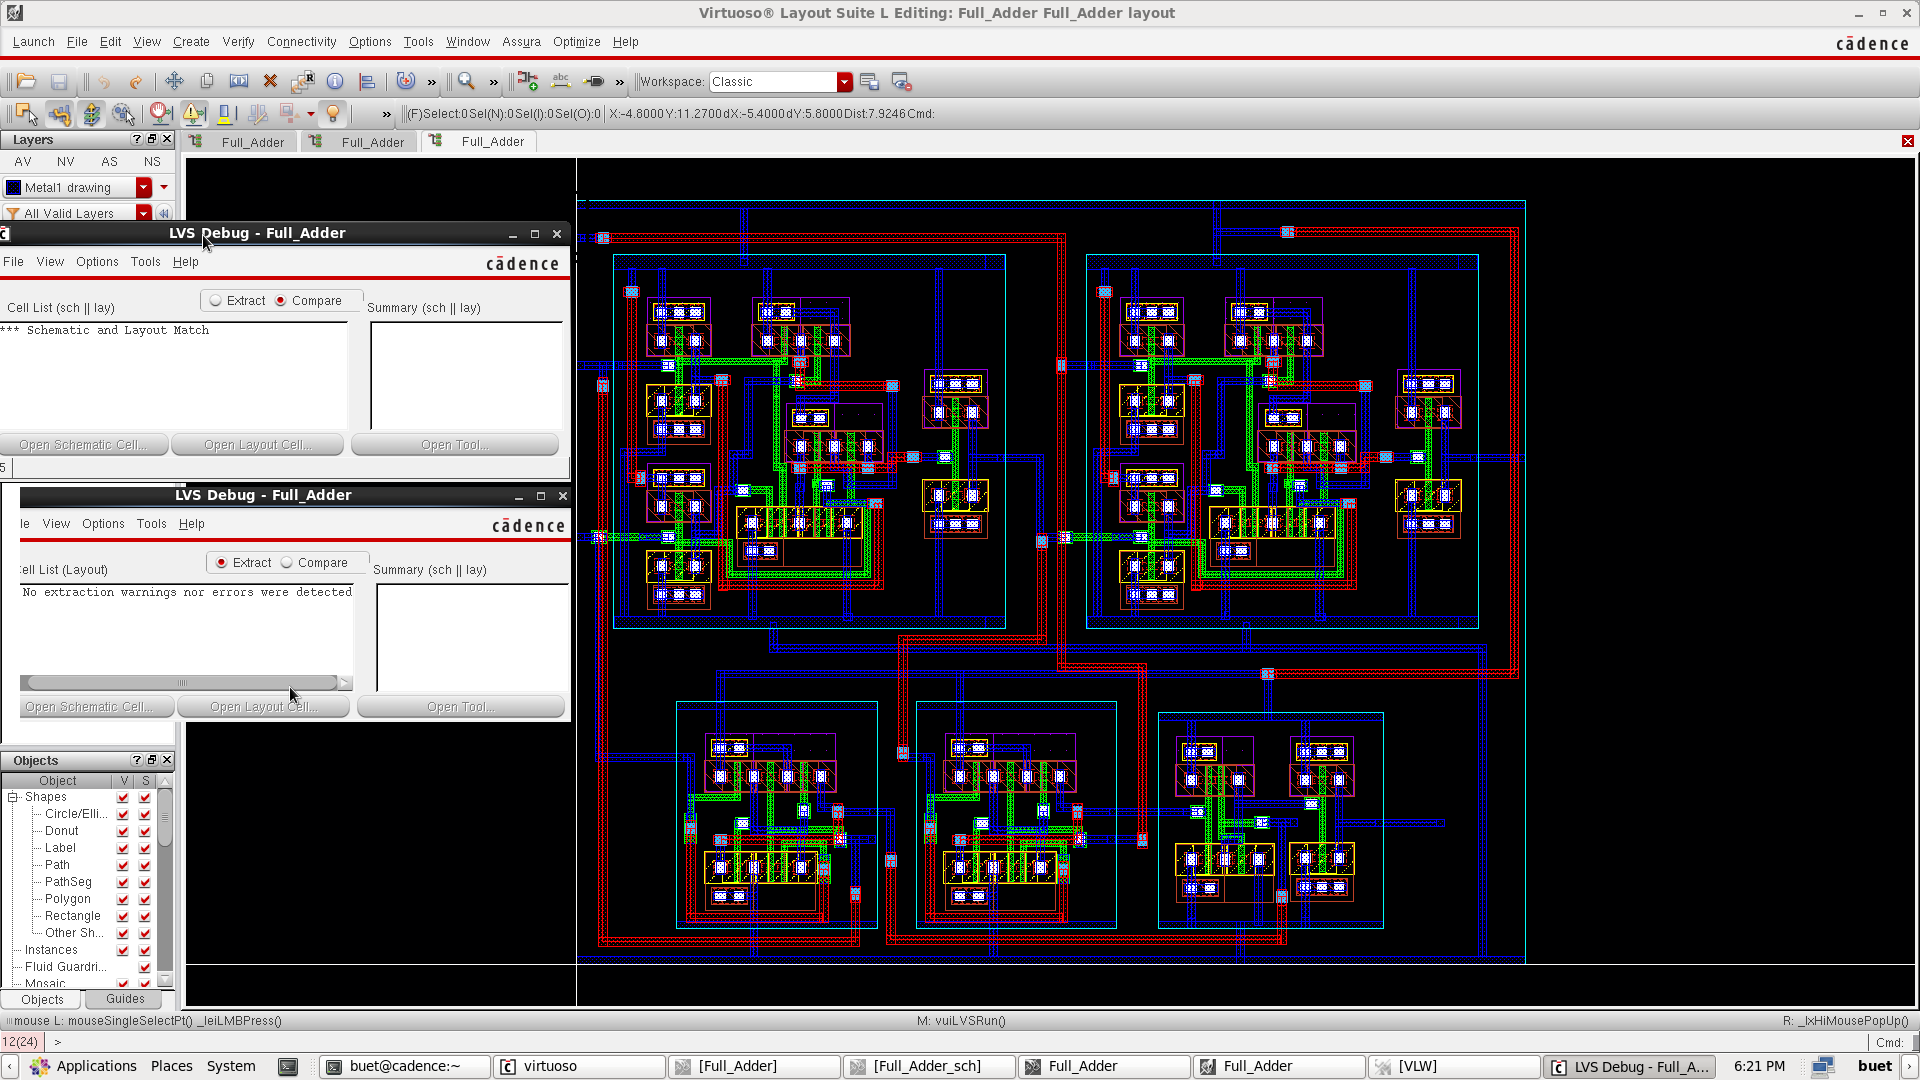 Virtuoso® Layout Suite L Editing: Full_Adder Full_Adder layout
Launch File Edit View Create Verify Connectivity Options Tools Window Assura Optimize Help
cādence
» » » Workspace: Classic
» (F)Select:0 Sel(N):0 Sel(I):0 Sel(O):0 X:-4.8000 Y:11.2700 dX:-5.4000 dY:5.8000 Dist:7.9246 Cmd:
Layers
Full_Adder Full_Adder Full_Adder
AV NV AS NS
Metal1 drawing
All Valid Layers
LVS Debug - Full_Adder
File View Options Tools Help
cādence
Extract Compare
Cell List (sch || lay) Summary (sch || lay)
*** Schematic and Layout Match
Open Schematic Cell... Open Layout Cell... Open Tool...
5
LVS Debug - Full_Adder
le View Options Tools Help
cādence
Extract Compare
ell List (Layout) Summary (sch || lay)
No extraction warnings nor errors were detected
Open Schematic Cell... Open Layout Cell... Open Tool...
Objects
Object V S
Shapes
Circle/Elli...
Donut
Label
Path
PathSeg
Polygon
Rectangle
Other Sh...
Instances
Fluid Guardri...
Mosaic
Objects Guides
mouse L: mouseSingleSelectPt() _leiLMBPress() M: vuiLVSRun() R: _lxHiMousePopUp()
12(24) > Cmd:
Applications Places System buet@cadence:~ virtuoso [Full_Adder] [Full_Adder_sch] Full_Adder Full_Adder [VLW] LVS Debug - Full_A... 6:21 PM buet